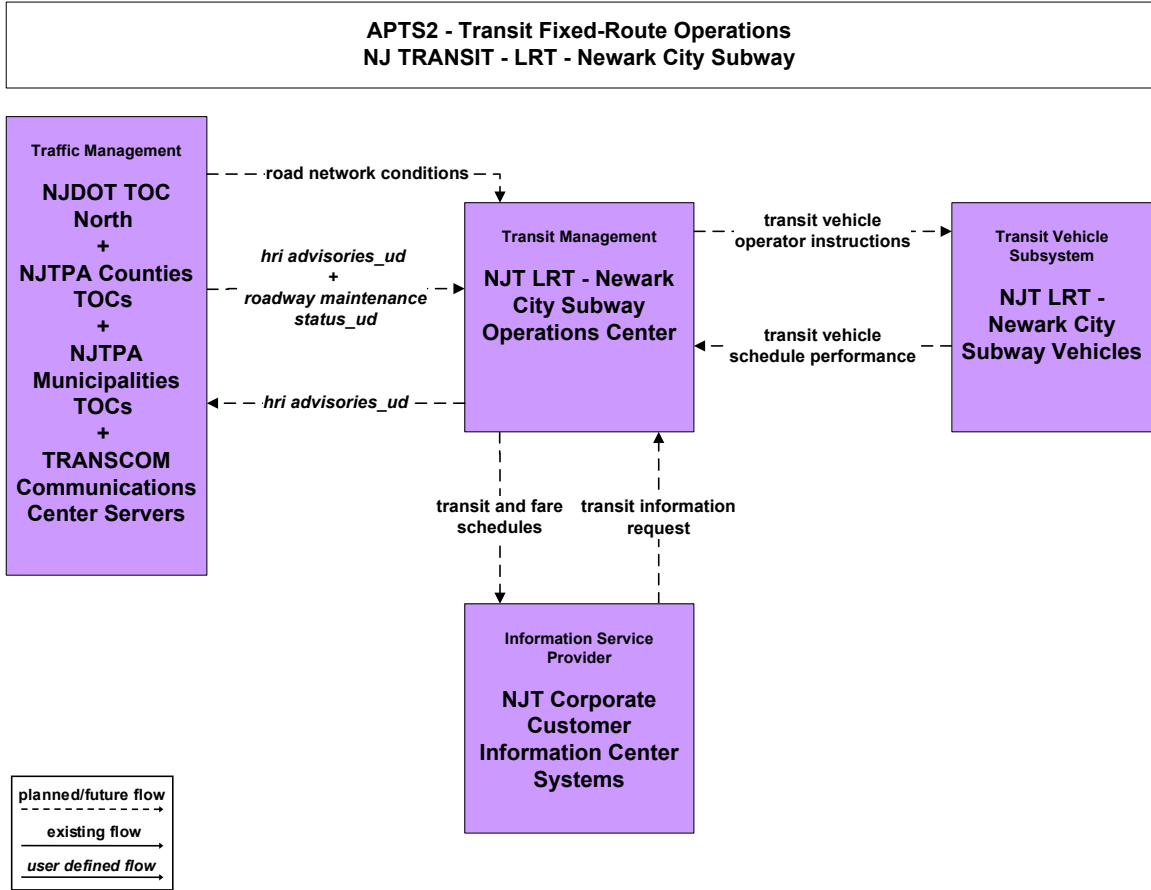 APTS2 - Transit Fixed-Route Operations
NJ TRANSIT - LRT - Newark City Subway
Traffic Management
NJDOT TOC
North
+
NJTPA Counties
TOCs
+
NJTPA
Municipalities
TOCs
+
TRANSCOM
Communications
Center Servers
road network conditions
hri advisories_ud
+
roadway maintenance
status_ud
hri advisories_ud
Transit Management
NJT LRT - Newark
City Subway
Operations Center
transit vehicle
operator instructions
transit vehicle
schedule performance
Transit Vehicle
Subsystem
NJT LRT -
Newark City
Subway Vehicles
transit and fare
schedules
transit information
request
Information Service
Provider
NJT Corporate
Customer
Information Center
Systems
planned/future flow
existing flow
user defined flow